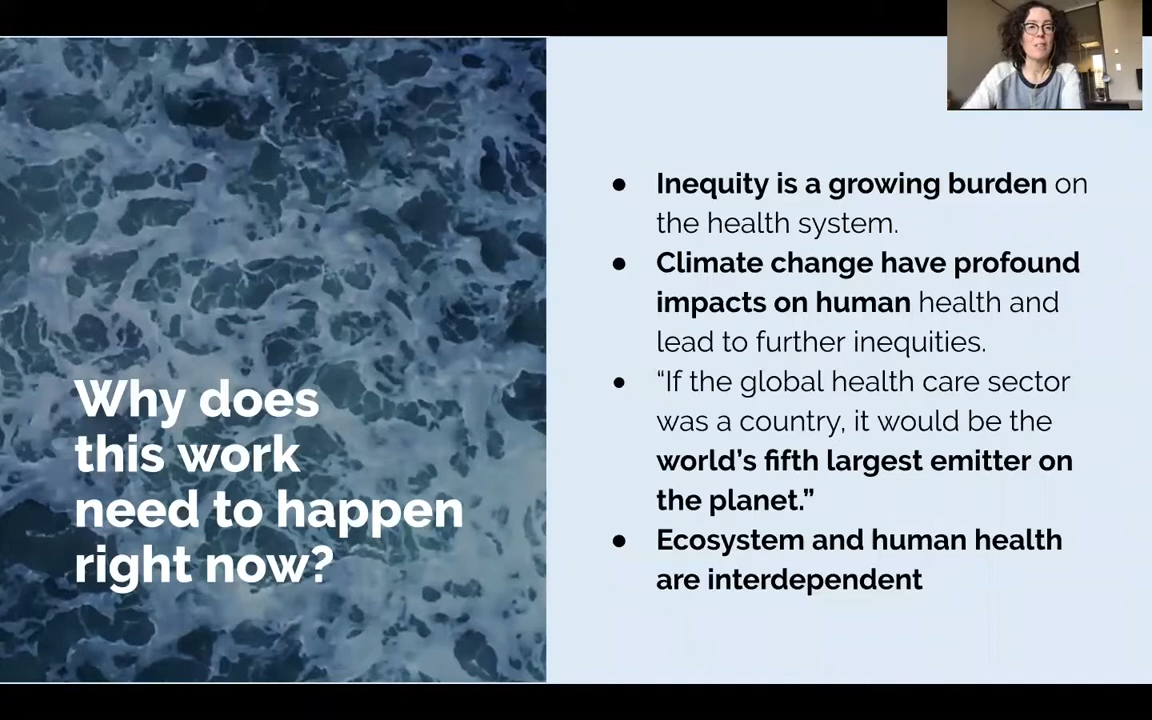 Why does
this work
need to happen
right now?
● Inequity is a growing burden on
the health system.
● Climate change have profound
impacts on human health and
lead to further inequities.
● “If the global health care sector
was a country, it would be the
world’s fifth largest emitter on
the planet.”
● Ecosystem and human health
are interdependent